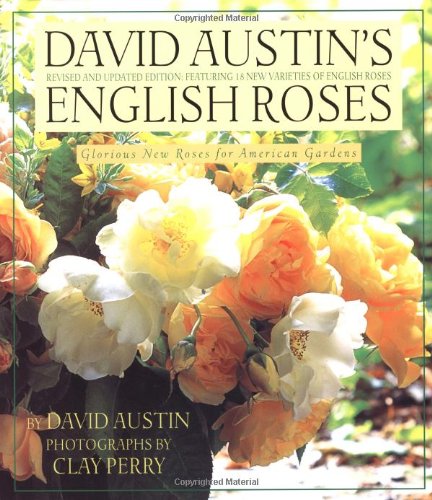 Copyrighted Material
DAVID AUSTIN'S
REVISED AND UPDATED EDITION: FEATURING 18 NEW VARIETIES OF ENGLISH ROSES
ENGLISH ROSES
Glorious New Roses for American Gardens
BY DAVID AUSTIN
PHOTOGRAPHS BY
CLAY PERRY
Copyrighted Material